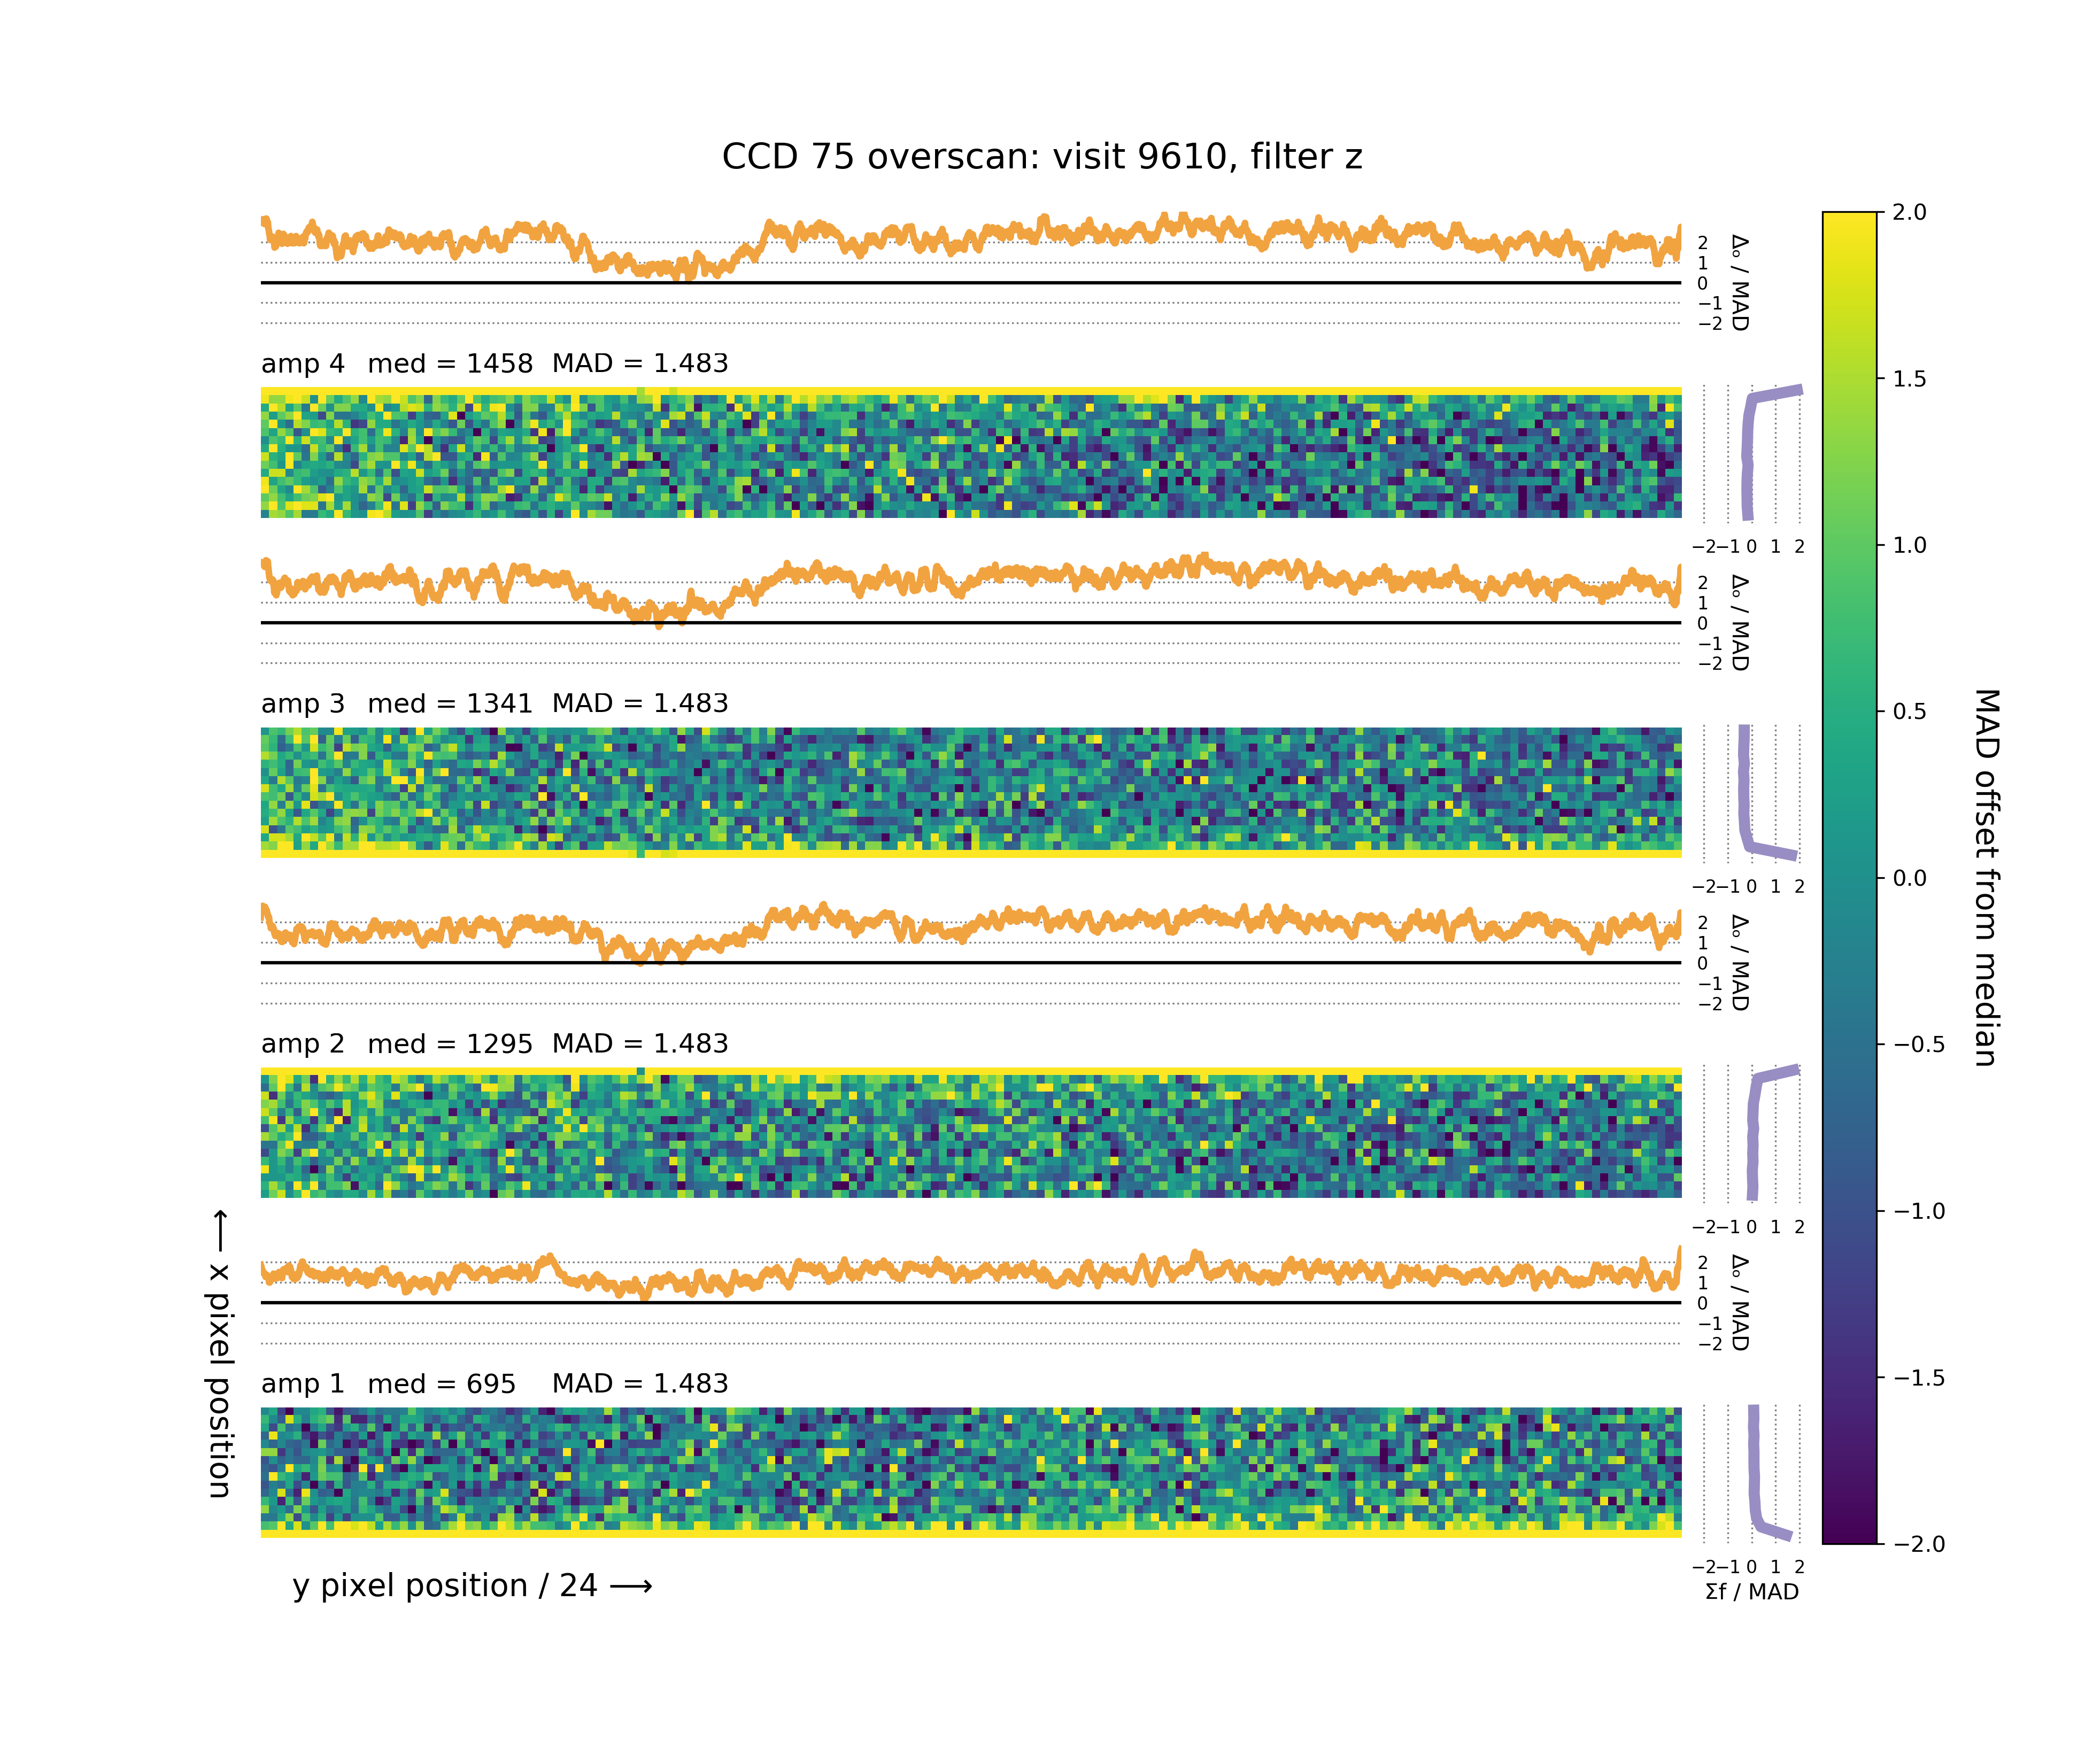 CCD 75 overscan: visit 9610, filter z
2
1
0
−1
−2
Δₒ / MAD
amp 4 med = 1458 MAD = 1.483
−2 −1 0 1 2
2
1
0
−1
−2
Δₒ / MAD
amp 3 med = 1341 MAD = 1.483
−2 −1 0 1 2
2
1
0
−1
−2
Δₒ / MAD
amp 2 med = 1295 MAD = 1.483
−2 −1 0 1 2
2
1
0
−1
−2
Δₒ / MAD
amp 1 med = 695 MAD = 1.483
−2 −1 0 1 2
Σf / MAD
⟵ x pixel position
y pixel position / 24 ⟶
2.0
1.5
1.0
0.5
0.0
−0.5
−1.0
−1.5
−2.0
MAD offset from median